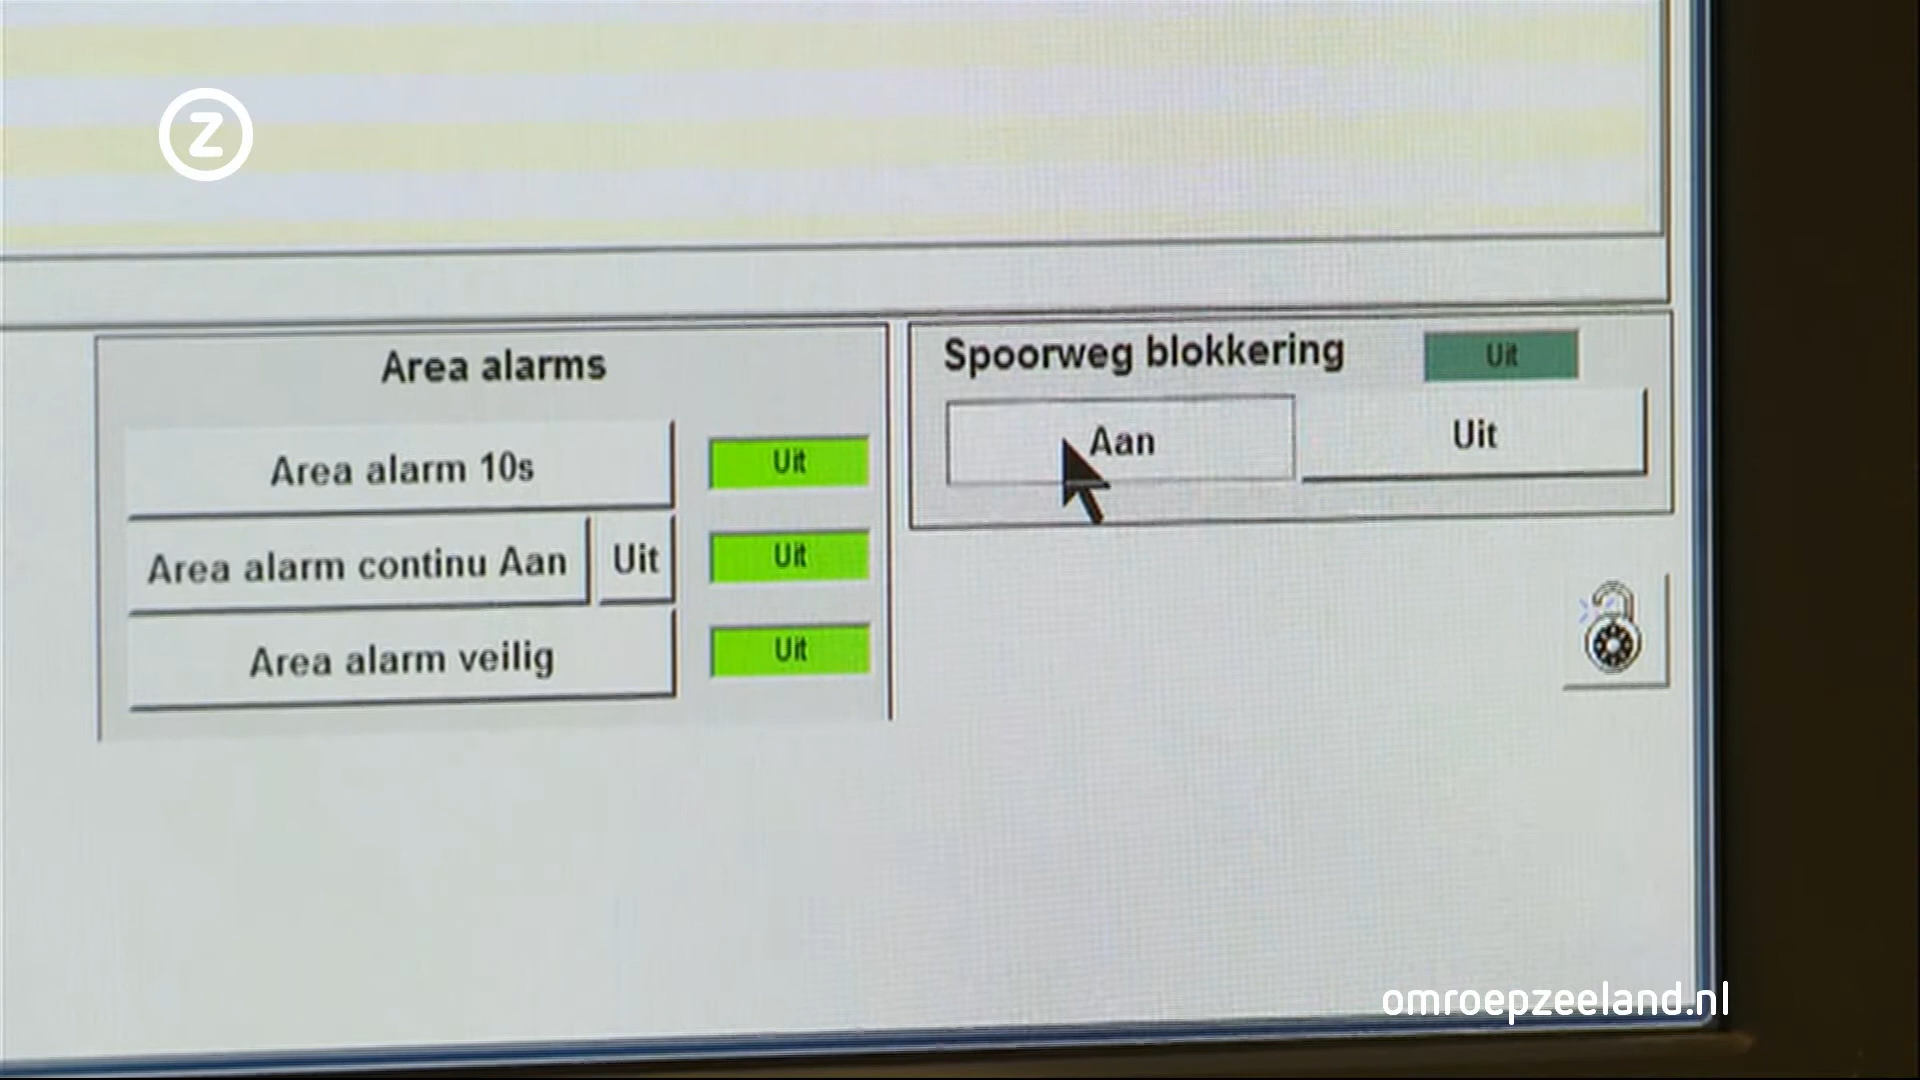 Z
Area alarms
Area alarm 10s
Uit
Area alarm continu Aan
Uit
Uit
Area alarm veilig
Uit
Spoorweg blokkering
Uit
Aan
Uit
omroepzeeland.nl